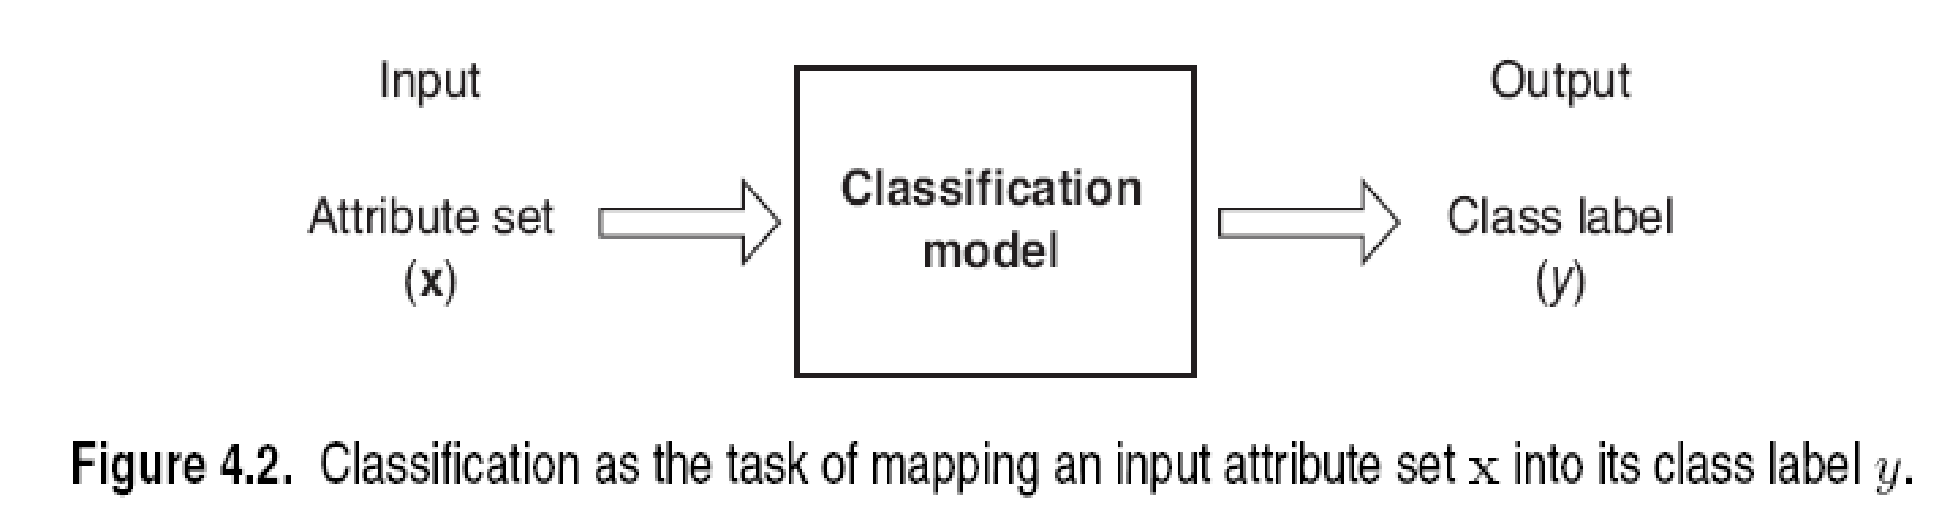 Input
Output
Attribute set
(x)
Classification
model
Class label
(y)
Figure 4.2. Classification as the task of mapping an input attribute set x into its class label y.